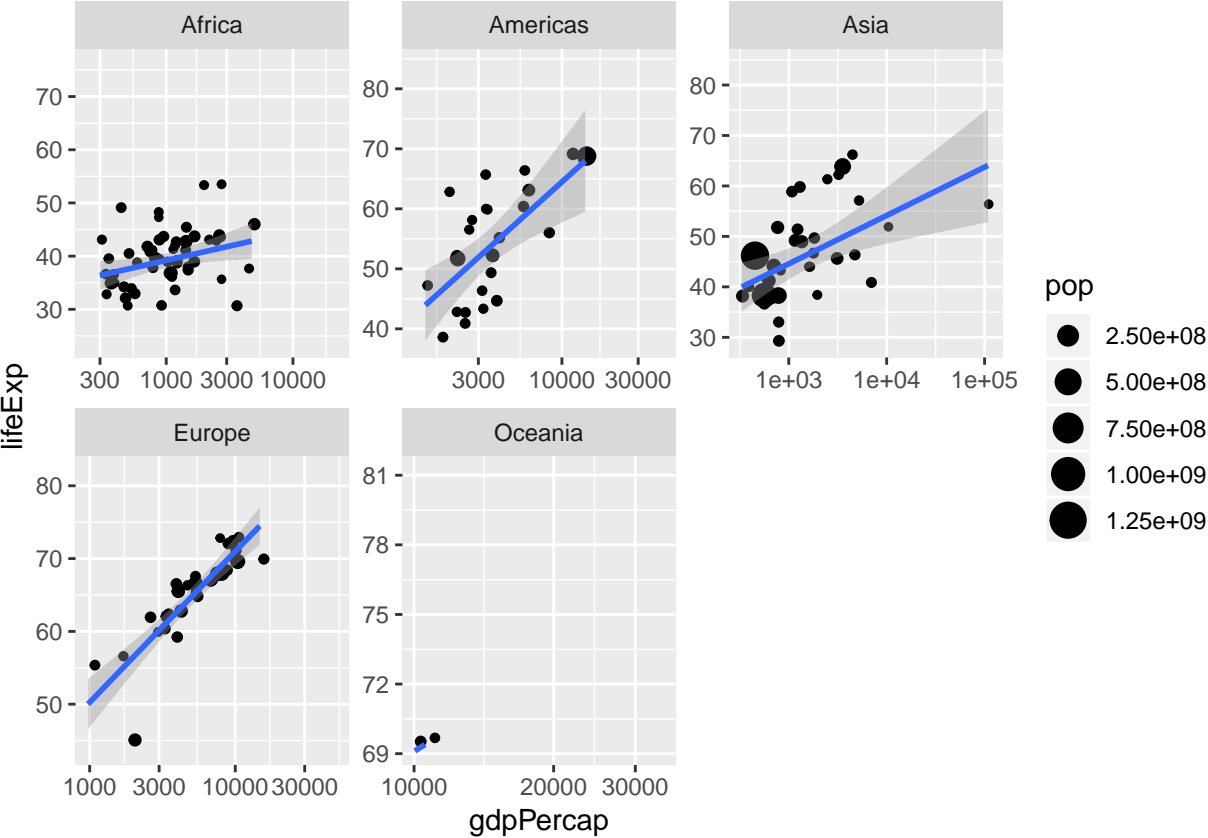 Africa
Americas
Asia
70
60
50
40
30
80
70
60
50
40
80
70
60
50
40
30
300 1000 3000 10000
3000 10000 30000
1e+03 1e+04 1e+05
lifeExp
Europe
Oceania
80
70
60
50
81
78
75
72
69
1000 3000 10000 30000
10000 20000 30000
gdpPercap
pop
2.50e+08
5.00e+08
7.50e+08
1.00e+09
1.25e+09